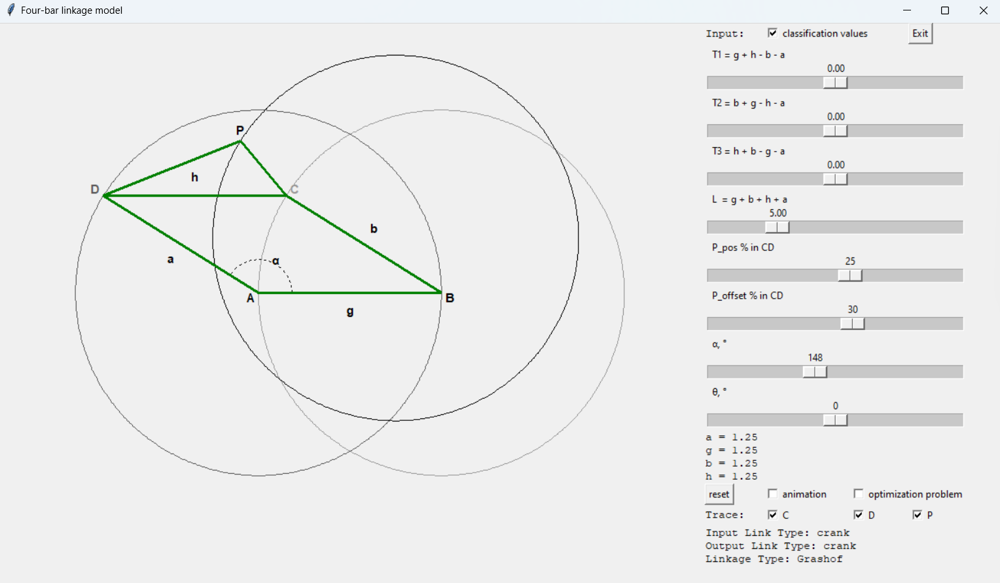 Four-bar linkage model
Input: classification values Exit
T1 = g + h - b - a
0.00
T2 = b + g - h - a
0.00
T3 = h + b - g - a
0.00
L = g + b + h + a
5.00
P_pos % in CD
25
P_offset % in CD
30
α, °
148
θ, °
0
a = 1.25
g = 1.25
b = 1.25
h = 1.25
reset animation optimization problem
Trace: C D P
Input Link Type: crank
Output Link Type: crank
Linkage Type: Grashof
P
h
D
C
b
a
α
A
B
g